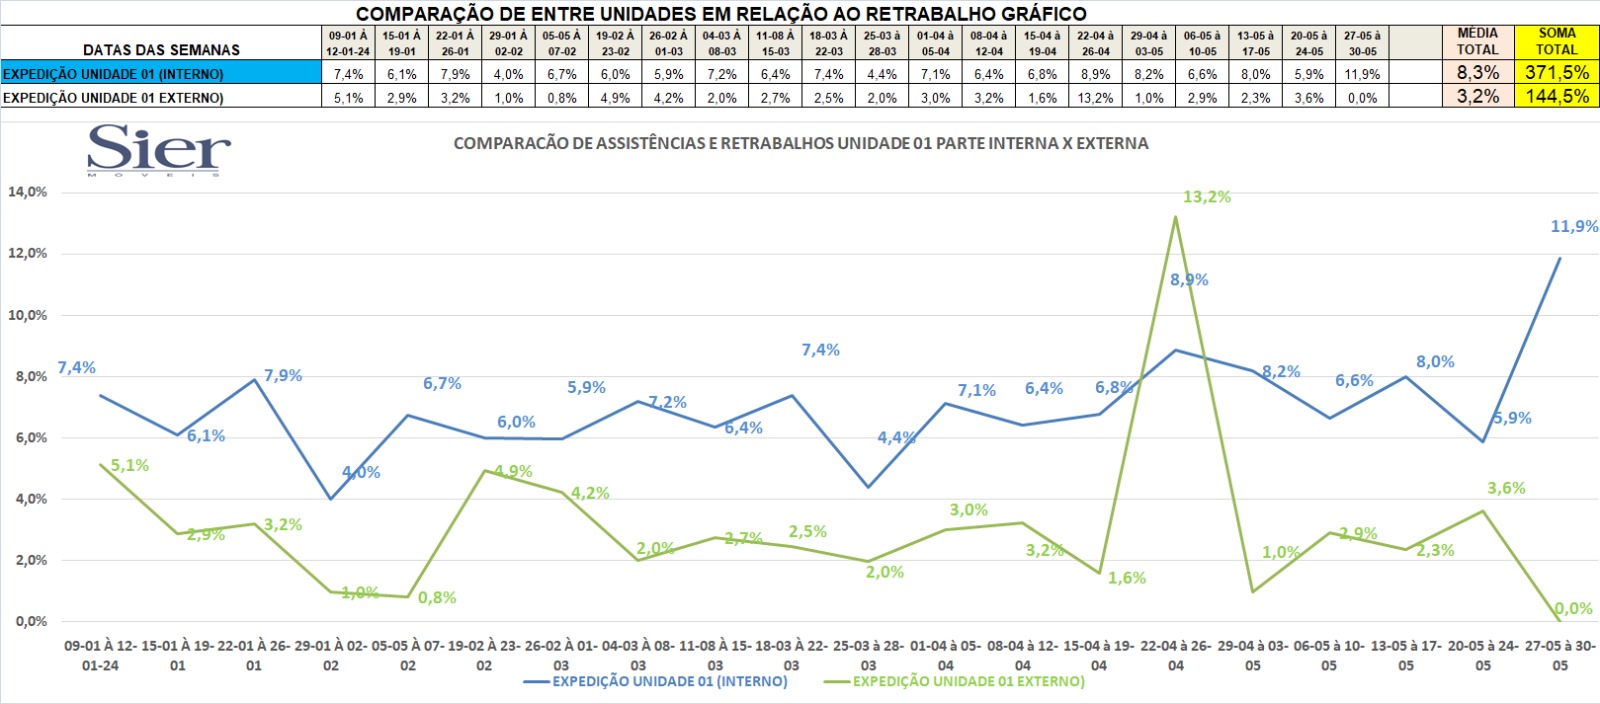 COMPARAÇÃO DE ENTRE UNIDADES EM RELAÇÃO AO RETRABALHO GRÁFICO
DATAS DAS SEMANAS 09-01 À 12-01-24 15-01 À 19-01 22-01 À 26-01 29-01 À 02-02 05-05 À 07-02 19-02 À 23-02 26-02 À 01-03 04-03 À 08-03 11-08 À 15-03 18-03 À 22-03 25-03 à 28-03 01-04 à 05-04 08-04 à 12-04 15-04 à 19-04 22-04 à 26-04 29-04 à 03-05 06-05 à 10-05 13-05 à 17-05 20-05 à 24-05 27-05 à 30-05 MÉDIA TOTAL SOMA TOTAL
EXPEDIÇÃO UNIDADE 01 (INTERNO) 7,4% 6,1% 7,9% 4,0% 6,7% 6,0% 5,9% 7,2% 6,4% 7,4% 4,4% 7,1% 6,4% 6,8% 8,9% 8,2% 6,6% 8,0% 5,9% 11,9% 8,3% 371,5%
EXPEDIÇÃO UNIDADE 01 EXTERNO) 5,1% 2,9% 3,2% 1,0% 0,8% 4,9% 4,2% 2,0% 2,7% 2,5% 2,0% 3,0% 3,2% 1,6% 13,2% 1,0% 2,9% 2,3% 3,6% 0,0% 3,2% 144,5%
Sier
MÓVEIS
COMPARACÃO DE ASSISTÊNCIAS E RETRABALHOS UNIDADE 01 PARTE INTERNA X EXTERNA
14,0%
12,0%
10,0%
8,0%
6,0%
4,0%
2,0%
0,0%
7,4% 6,1% 7,9% 4,0% 6,7% 6,0% 5,9% 7,2% 6,4% 7,4% 4,4% 7,1% 6,4% 6,8% 8,9% 8,2% 6,6% 8,0% 5,9% 11,9%
5,1% 2,9% 3,2% 1,0% 0,8% 4,9% 4,2% 2,0% 2,7% 2,5% 2,0% 3,0% 3,2% 1,6% 13,2% 1,0% 2,9% 2,3% 3,6% 0,0%
09-01 À 12- 15-01 À 19- 22-01 À 26- 29-01 À 02- 05-05 À 07- 19-02 À 23- 26-02 À 01- 04-03 À 08- 11-08 À 15- 18-03 À 22- 25-03 à 28- 01-04 à 05- 08-04 à 12- 15-04 à 19- 22-04 à 26- 29-04 à 03- 06-05 à 10- 13-05 à 17- 20-05 à 24- 27-05 à 30-
01-24 01 01 02 02 02 03 03 03 03 03 04 04 04 04 05 05 05 05 05
EXPEDIÇÃO UNIDADE 01 (INTERNO) EXPEDIÇÃO UNIDADE 01 EXTERNO)